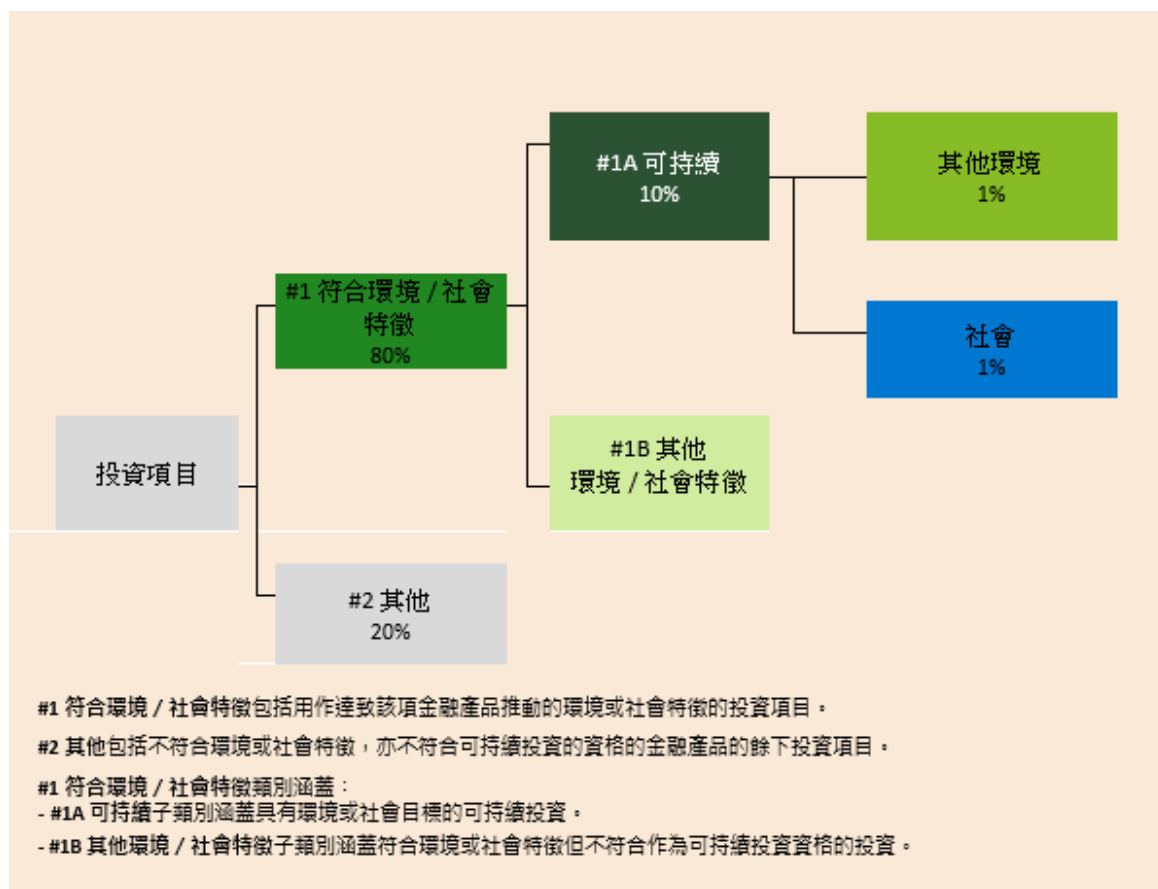 #1A 可持續
10%
其他環境
1%
#1 符合環境 / 社會
特徵
80%
社會
1%
投資項目
#1B 其他
環境 / 社會特徵
#2 其他
20%
#1 符合環境 / 社會特徵包括用作達致該項金融產品推動的環境或社會特徵的投資項目。
#2 其他包括不符合環境或社會特徵，亦不符合可持續投資的資格的金融產品的餘下投資項目。
#1 符合環境 / 社會特徵類別涵蓋：
- #1A 可持續子類別涵蓋具有環境或社會目標的可持續投資。
- #1B 其他環境 / 社會特徵子類別涵蓋符合環境或社會特徵但不符合作為可持續投資資格的投資。